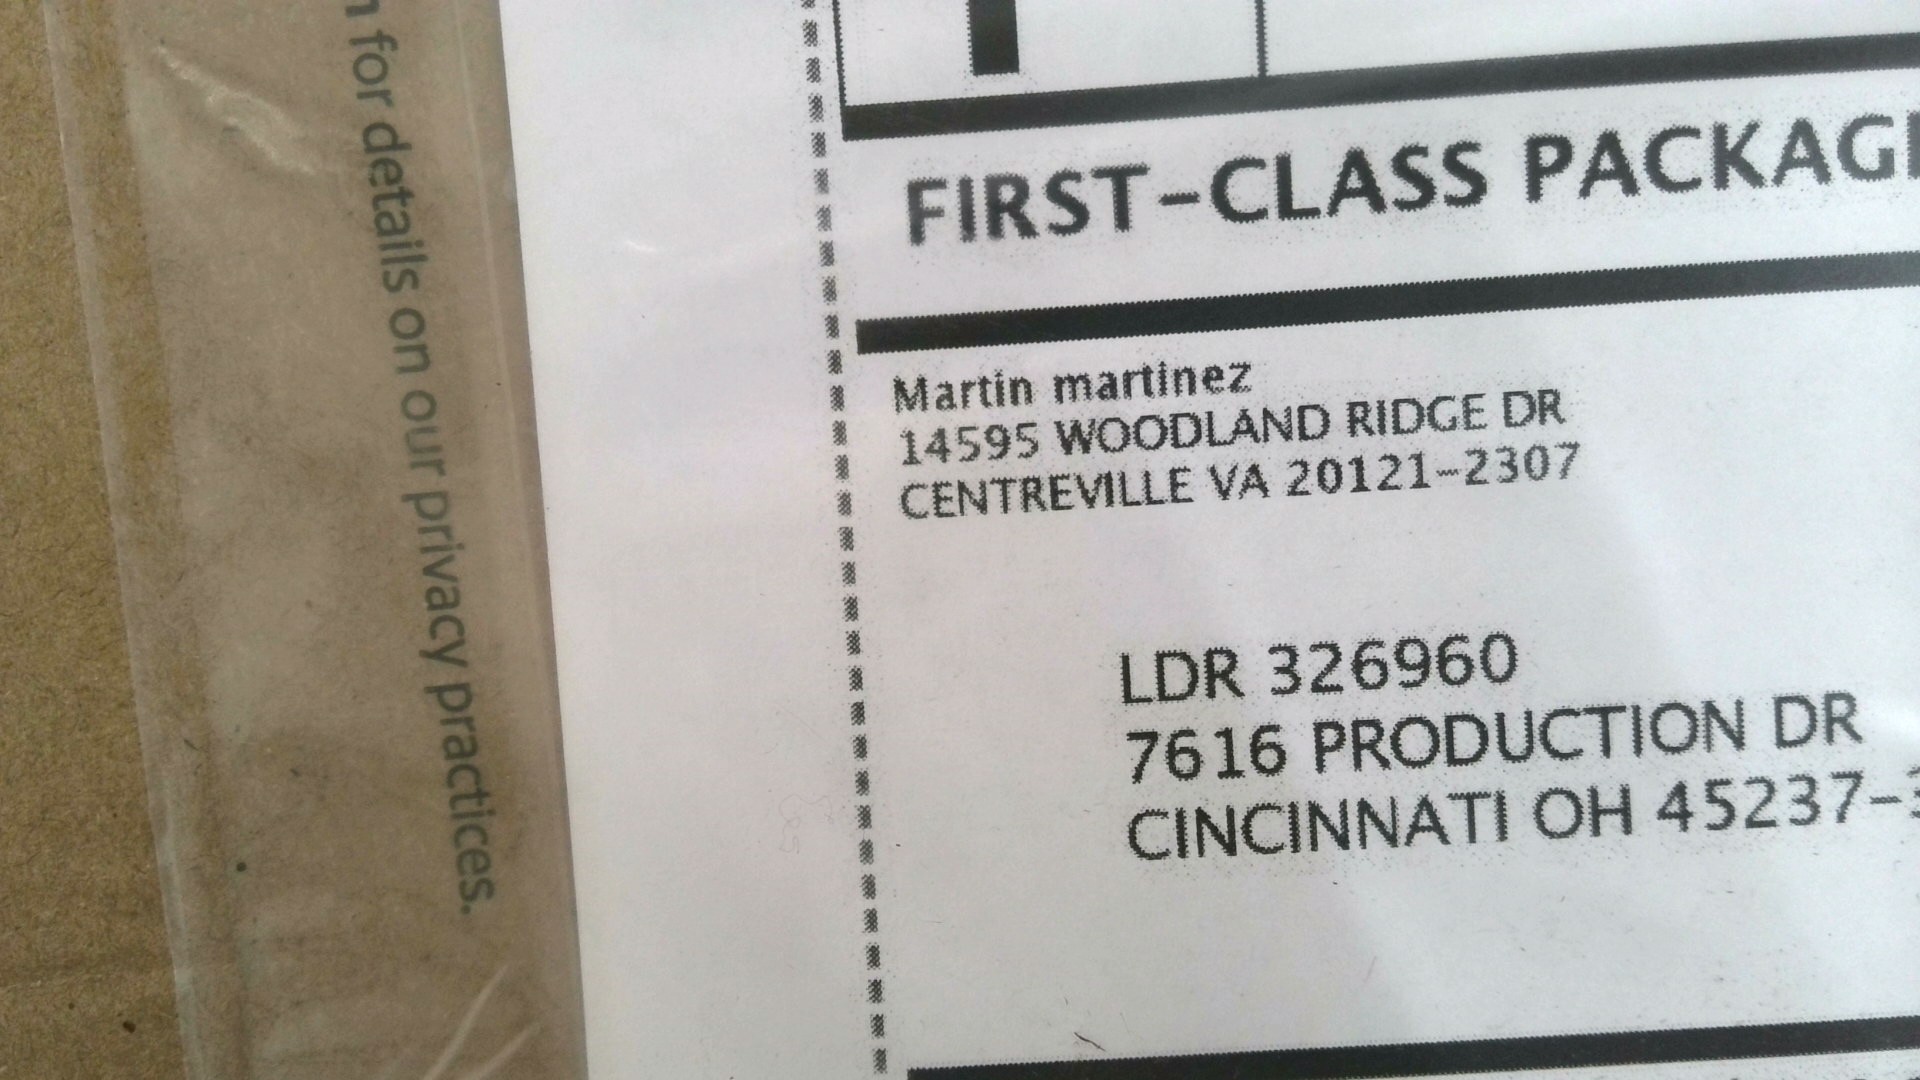 for details on our privacy practices.
FIRST-CLASS PACKAG
Martin martinez
14595 WOODLAND RIDGE DR
CENTREVILLE VA 20121-2307
LDR 326960
7616 PRODUCTION DR
CINCINNATI OH 45237-